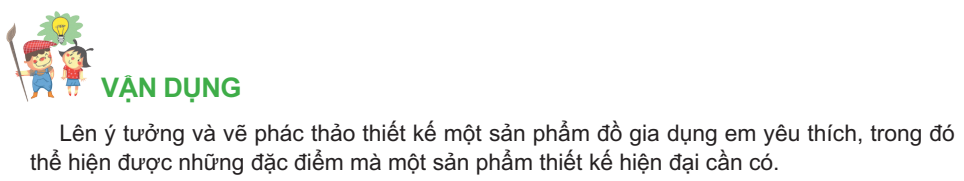 VẬN DỤNG
Lên ý tưởng và vẽ phác thảo thiết kế một sản phẩm đồ gia dụng em yêu thích, trong đó
thể hiện được những đặc điểm mà một sản phẩm thiết kế hiện đại cần có.